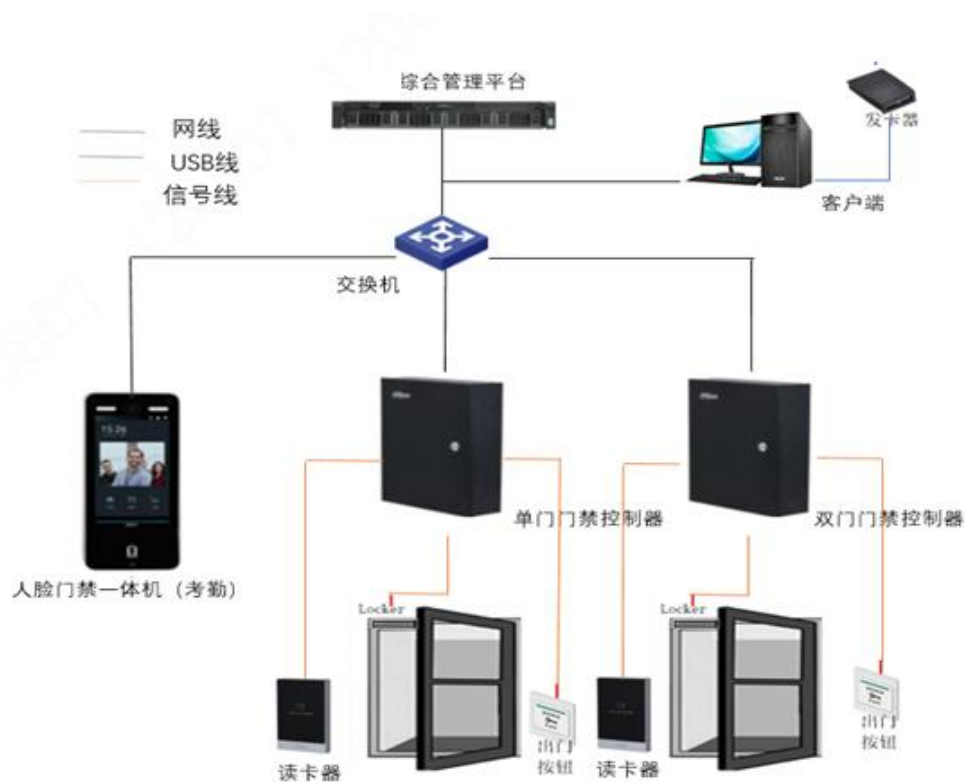 综合管理平台
网线
USB线
信号线
发卡器
客户端
交换机
15:26
单门门禁控制器
双门门禁控制器
人脸门禁一体机（考勤）
Locker
Locker
出门
按钮
出门
按钮
读卡器
读卡器